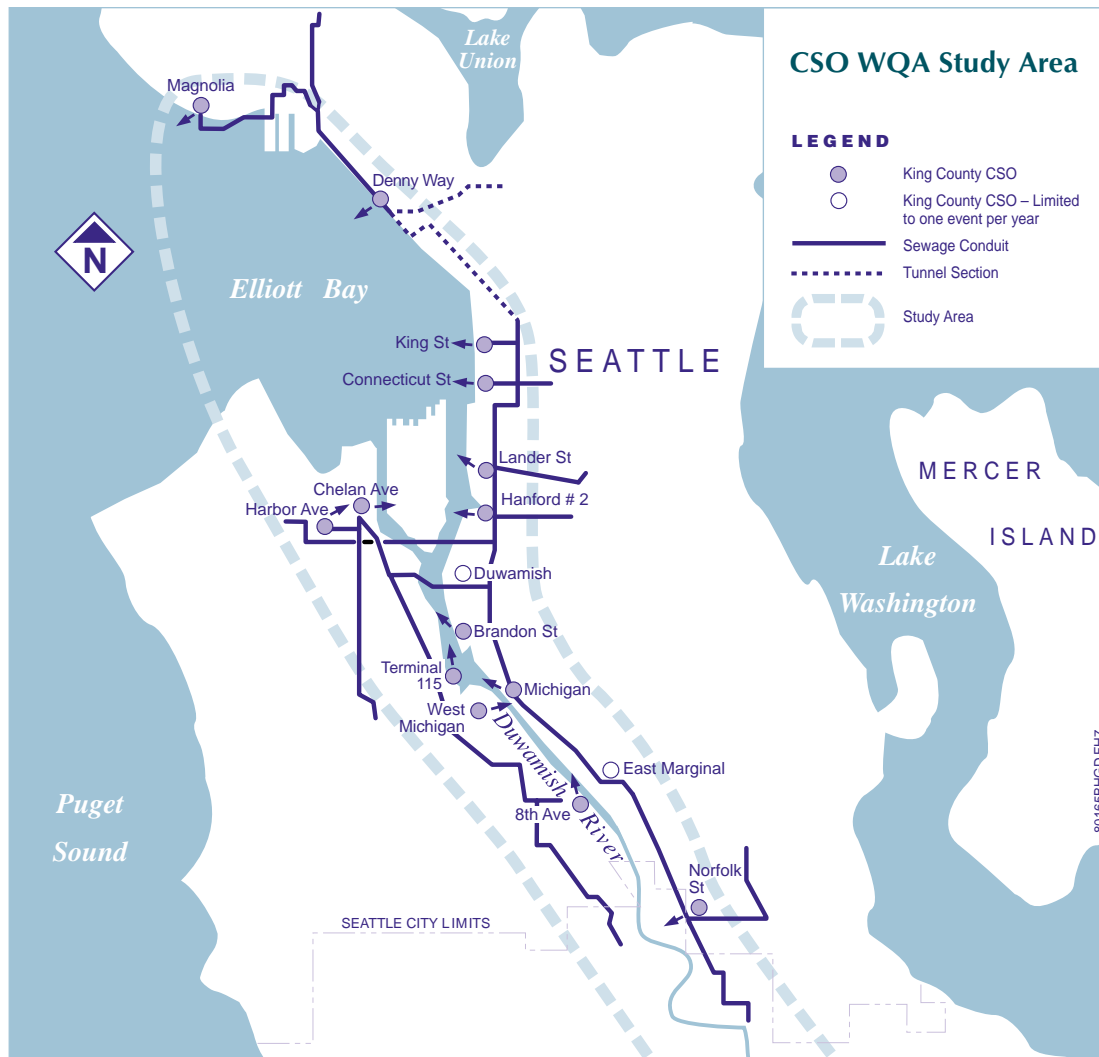 Lake
Union
CSO WQA Study Area
LEGEND
King County CSO
King County CSO – Limited
to one event per year
Sewage Conduit
Tunnel Section
Study Area
Magnolia
Denny Way
N
Elliott Bay
King St
SEATTLE
Connecticut St
Lander St
MERCER
Chelan Ave
Hanford # 2
Harbor Ave
ISLAND
Lake
Washington
Duwamish
Brandon St
Terminal
115
Michigan
West
Michigan
Duwamish River
East Marginal
8th Ave
Puget
Sound
Norfolk
St
SEATTLE CITY LIMITS